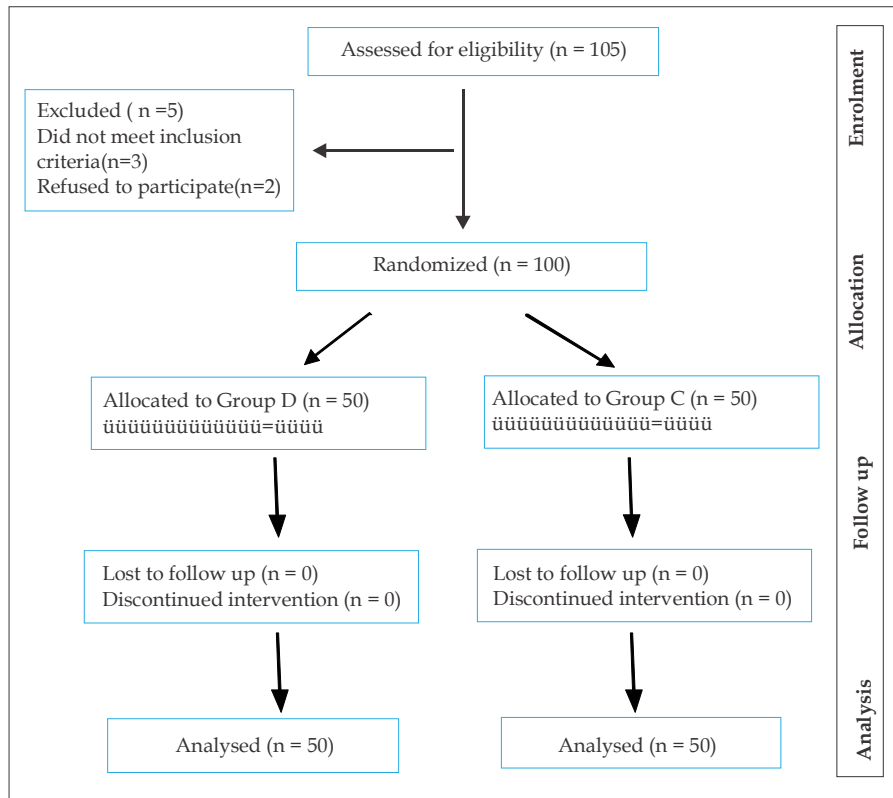 Assessed for eligibility (n = 105)
Excluded ( n =5)
Did not meet inclusion
criteria(n=3)
Refused to participate(n=2)
Randomized (n = 100)
Allocated to Group D (n = 50)
üüüüüüüüüüüüü=üüüü
Allocated to Group C (n = 50)
üüüüüüüüüüüüü=üüüü
Lost to follow up (n = 0)
Discontinued intervention (n = 0)
Lost to follow up (n = 0)
Discontinued intervention (n = 0)
Analysed (n = 50)
Analysed (n = 50)
Enrolment
Allocation
Follow up
Analysis